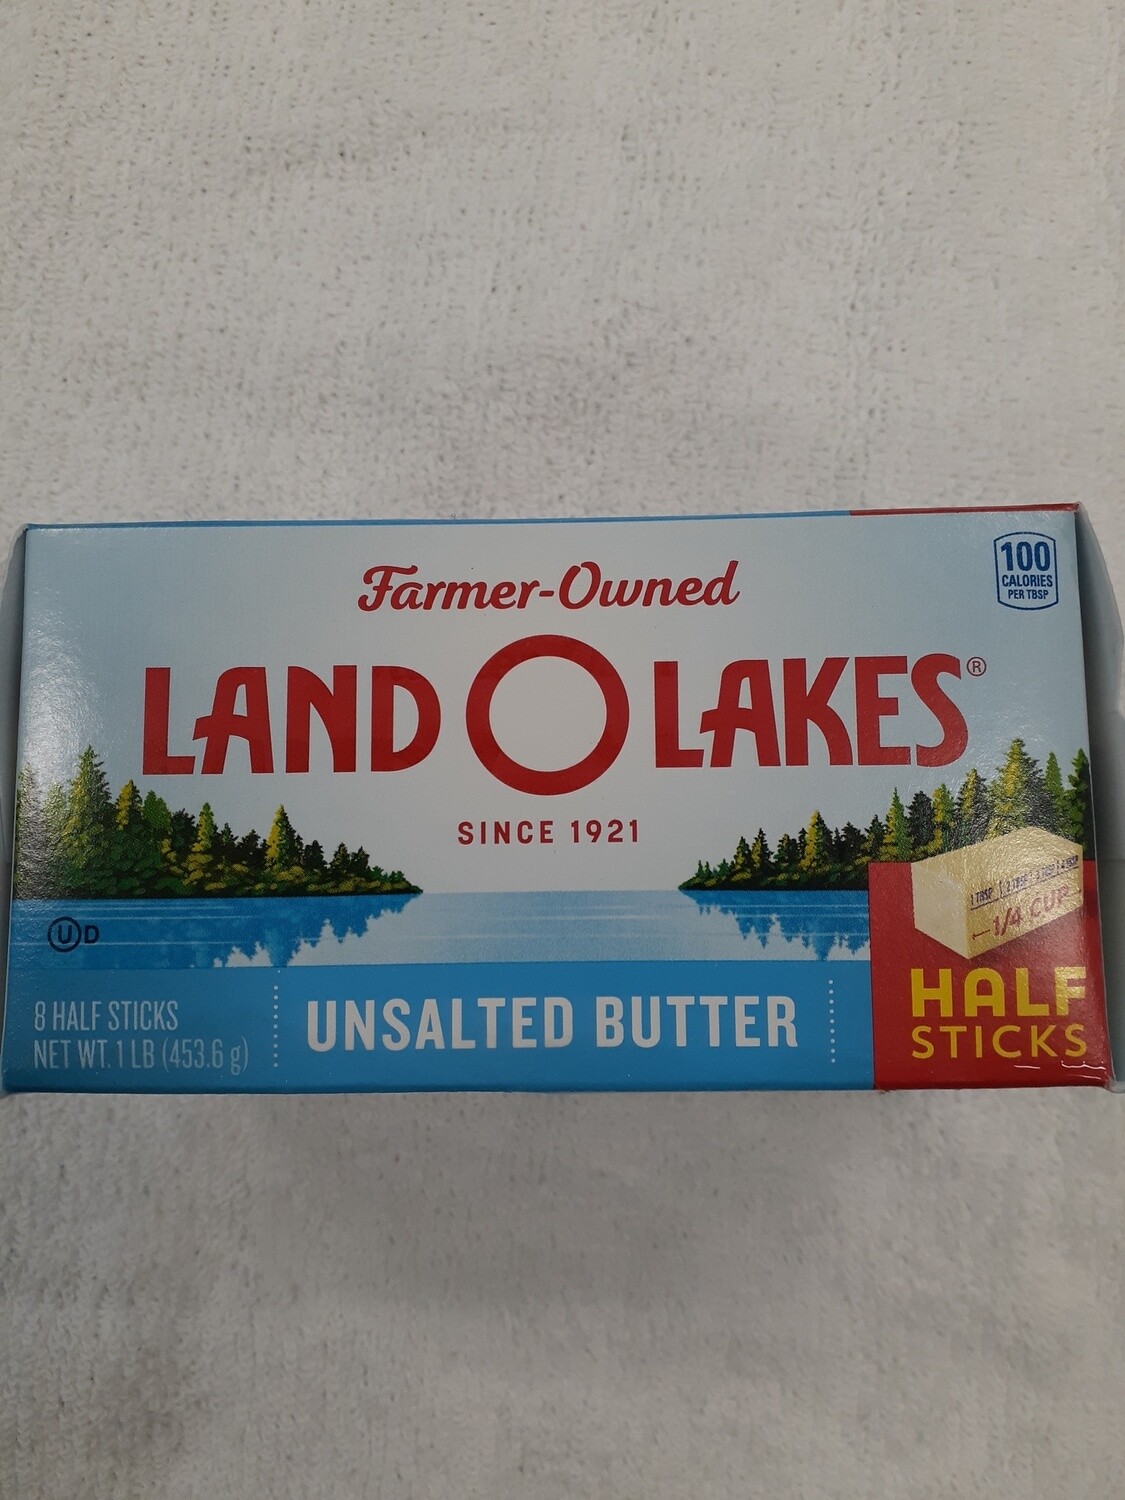 Farmer-Owned
100
CALORIES
PER TBSP
LAND O LAKES®
SINCE 1921
1/4 CUP
UD
8 HALF STICKS
NET WT. 1 LB (453.6 g)
UNSALTED BUTTER
HALF
STICKS